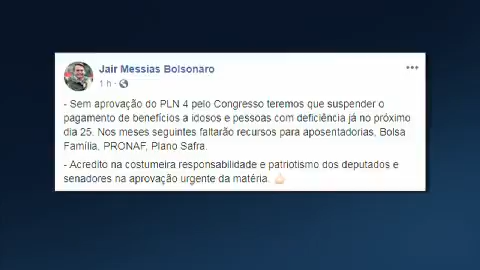 Jair Messias Bolsonaro
1 h ·
- Sem aprovação do PLN 4 pelo Congresso teremos que suspender o
pagamento de benefícios a idosos e pessoas com deficiência já no próximo
dia 25. Nos meses seguintes faltarão recursos para aposentadorias, Bolsa
Família, PRONAF, Plano Safra.
- Acredito na costumeira responsabilidade e patriotismo dos deputados e
senadores na aprovação urgente da matéria. 👍🏻